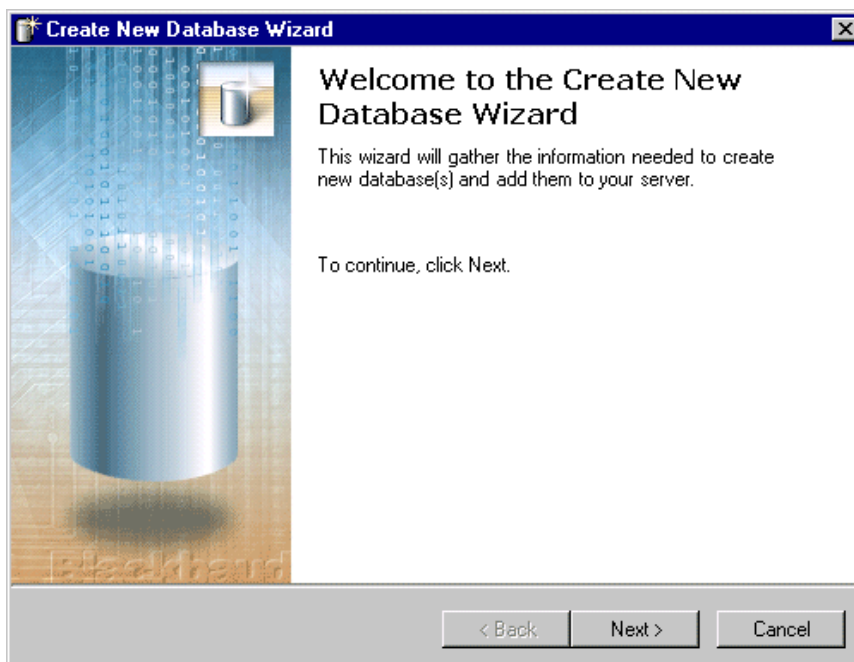 Create New Database Wizard
Welcome to the Create New
Database Wizard
This wizard will gather the information needed to create
new database(s) and add them to your server.
To continue, click Next.
blackbaud
< Back
Next >
Cancel